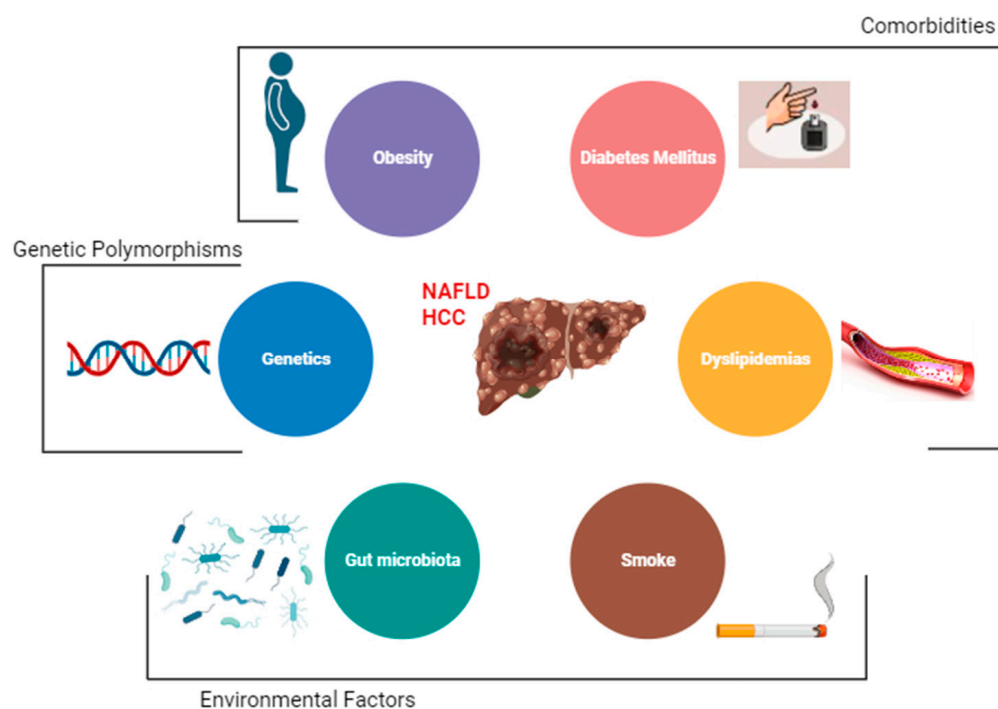 Comorbidities
Obesity
Diabetes Mellitus
Genetic Polymorphisms
NAFLD
HCC
Genetics
Dyslipidemias
Gut microbiota
Smoke
Environmental Factors